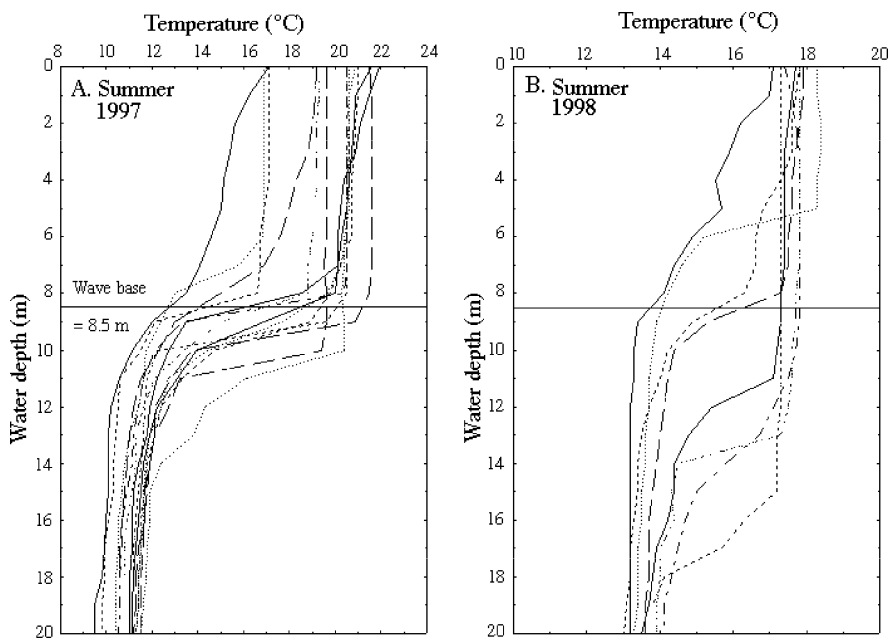 Temperature (°C)
8 10 12 14 16 18 20 22 24
A. Summer
1997
0
2
4
6
8
10
12
14
16
18
20
Water depth (m)
Wave base
= 8.5 m
Temperature (°C)
10 12 14 16 18 20
B. Summer
1998
0
2
4
6
8
10
12
14
16
18
20
Water depth (m)